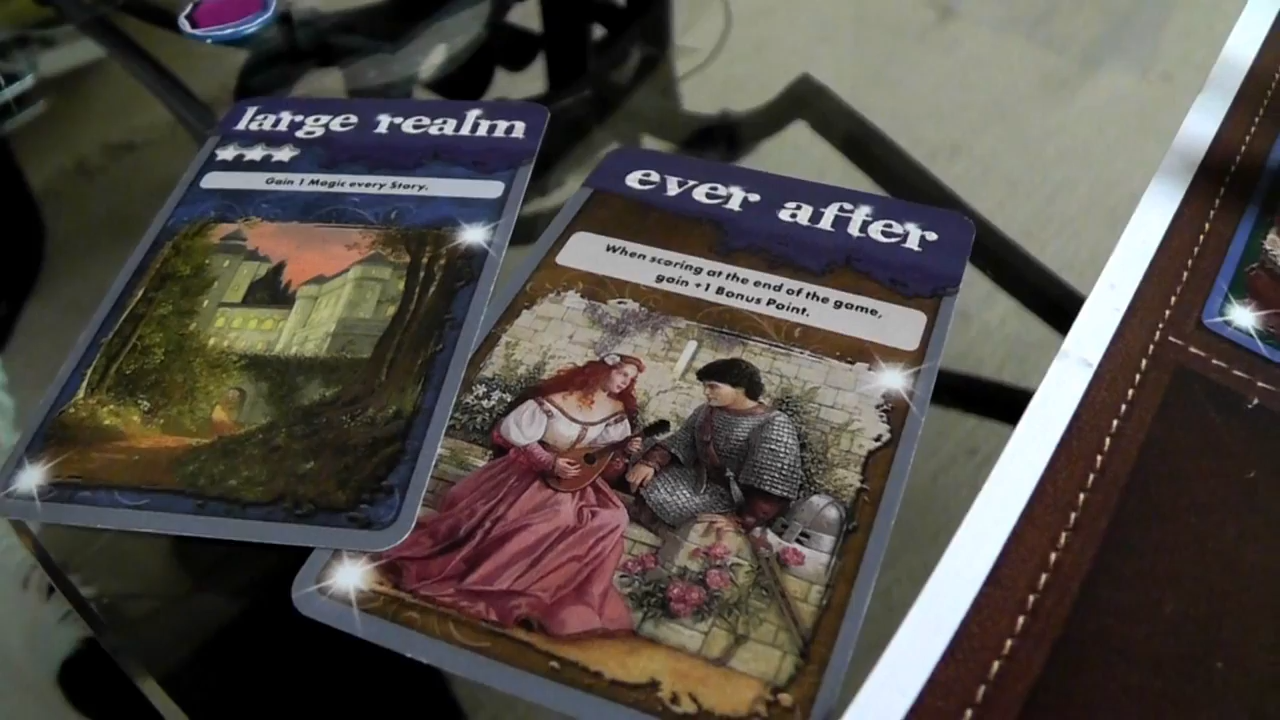 large realm
Gain 1 Magic every Story.
ever after
When scoring at the end of the game,
gain +1 Bonus Point.